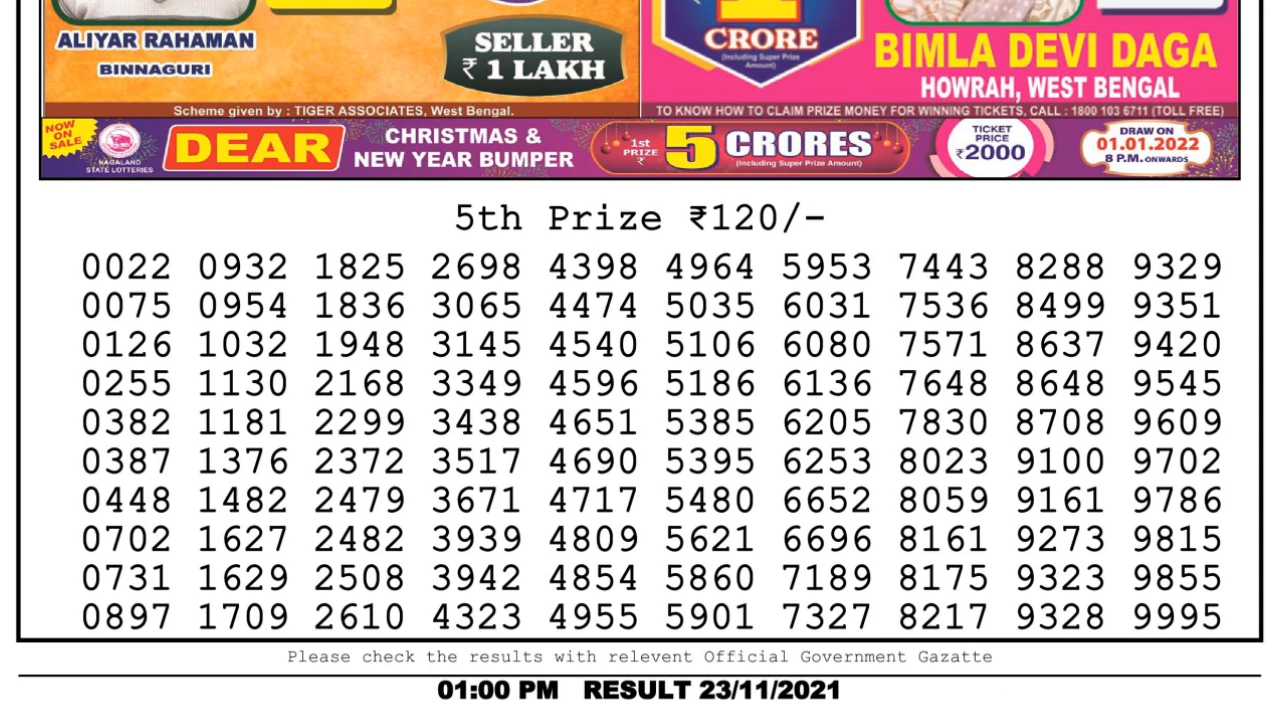 ALIYAR RAHAMAN
BINNAGURI
SELLER
₹ 1 LAKH
CRORE
(Including Super Prize
Amount)
BIMLA DEVI DAGA
HOWRAH, WEST BENGAL
Scheme given by : TIGER ASSOCIATES, West Bengal.
TO KNOW HOW TO CLAIM PRIZE MONEY FOR WINNING TICKETS, CALL : 1800 103 6711 (TOLL FREE)
NOW
ON
SALE
NAGALAND
STATE LOTTERIES
DEAR
CHRISTMAS &
NEW YEAR BUMPER
1st
PRIZE
₹
5 CRORES
(Including Super Prize Amount)
TICKET
PRICE
₹2000
DRAW ON
01.01.2022
8 P.M. ONWARDS
5th Prize ₹120/-
0022 0932 1825 2698 4398 4964 5953 7443 8288 9329
0075 0954 1836 3065 4474 5035 6031 7536 8499 9351
0126 1032 1948 3145 4540 5106 6080 7571 8637 9420
0255 1130 2168 3349 4596 5186 6136 7648 8648 9545
0382 1181 2299 3438 4651 5385 6205 7830 8708 9609
0387 1376 2372 3517 4690 5395 6253 8023 9100 9702
0448 1482 2479 3671 4717 5480 6652 8059 9161 9786
0702 1627 2482 3939 4809 5621 6696 8161 9273 9815
0731 1629 2508 3942 4854 5860 7189 8175 9323 9855
0897 1709 2610 4323 4955 5901 7327 8217 9328 9995
Please check the results with relevent Official Government Gazatte
01:00 PM RESULT 23/11/2021